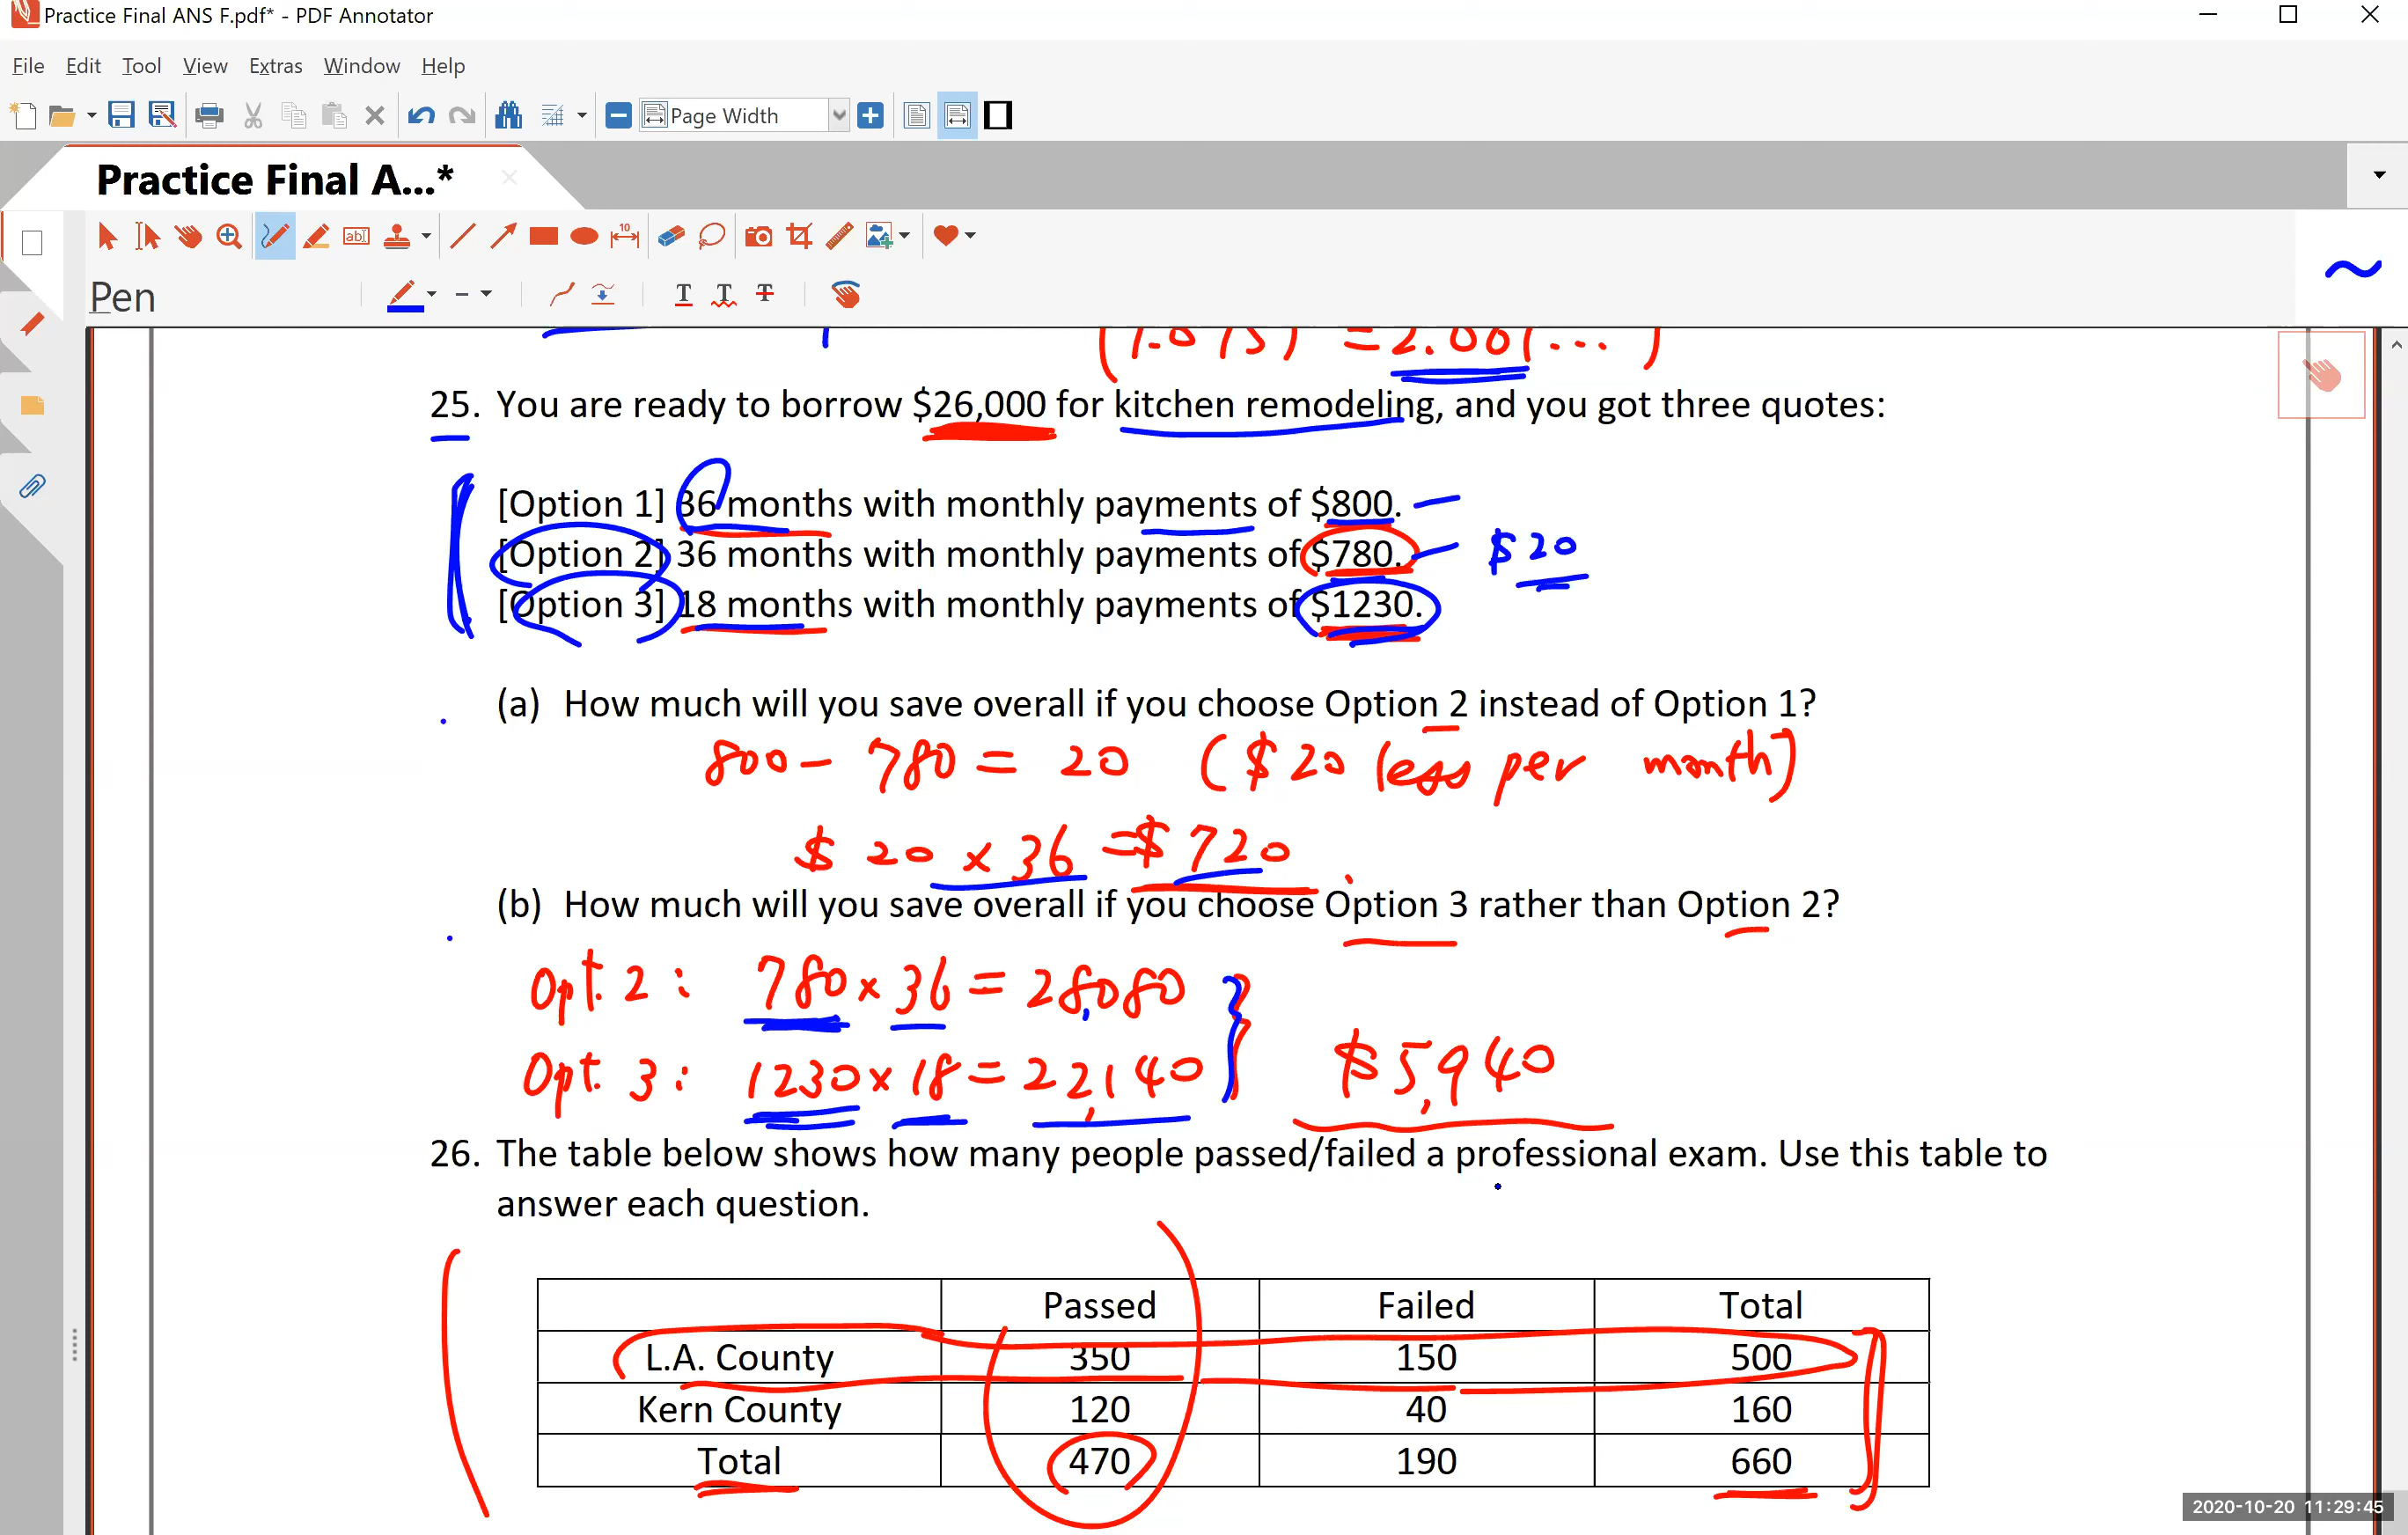 Practice Final ANS F.pdf* - PDF Annotator
File Edit Tool View Extras Window Help
Page Width
Practice Final A...*
Pen
= 2.001... )
25. You are ready to borrow $26,000 for kitchen remodeling, and you got three quotes:
[Option 1] 36 months with monthly payments of $800.
[Option 2] 36 months with monthly payments of $780.
$20
[Option 3] 18 months with monthly payments of $1230.
(a) How much will you save overall if you choose Option 2 instead of Option 1?
800 - 780 = 20 ($20 less per month)
$ 20 x 36 = $ 720
(b) How much will you save overall if you choose Option 3 rather than Option 2?
Opt. 2 : 780 x 36 = 28,080
Opt. 3 : 1230 x 18 = 22,140
$5,940
26. The table below shows how many people passed/failed a professional exam. Use this table to
answer each question.
Passed Failed Total
L.A. County 350 150 500
Kern County 120 40 160
Total 470 190 660
2020-10-20 11:29:45